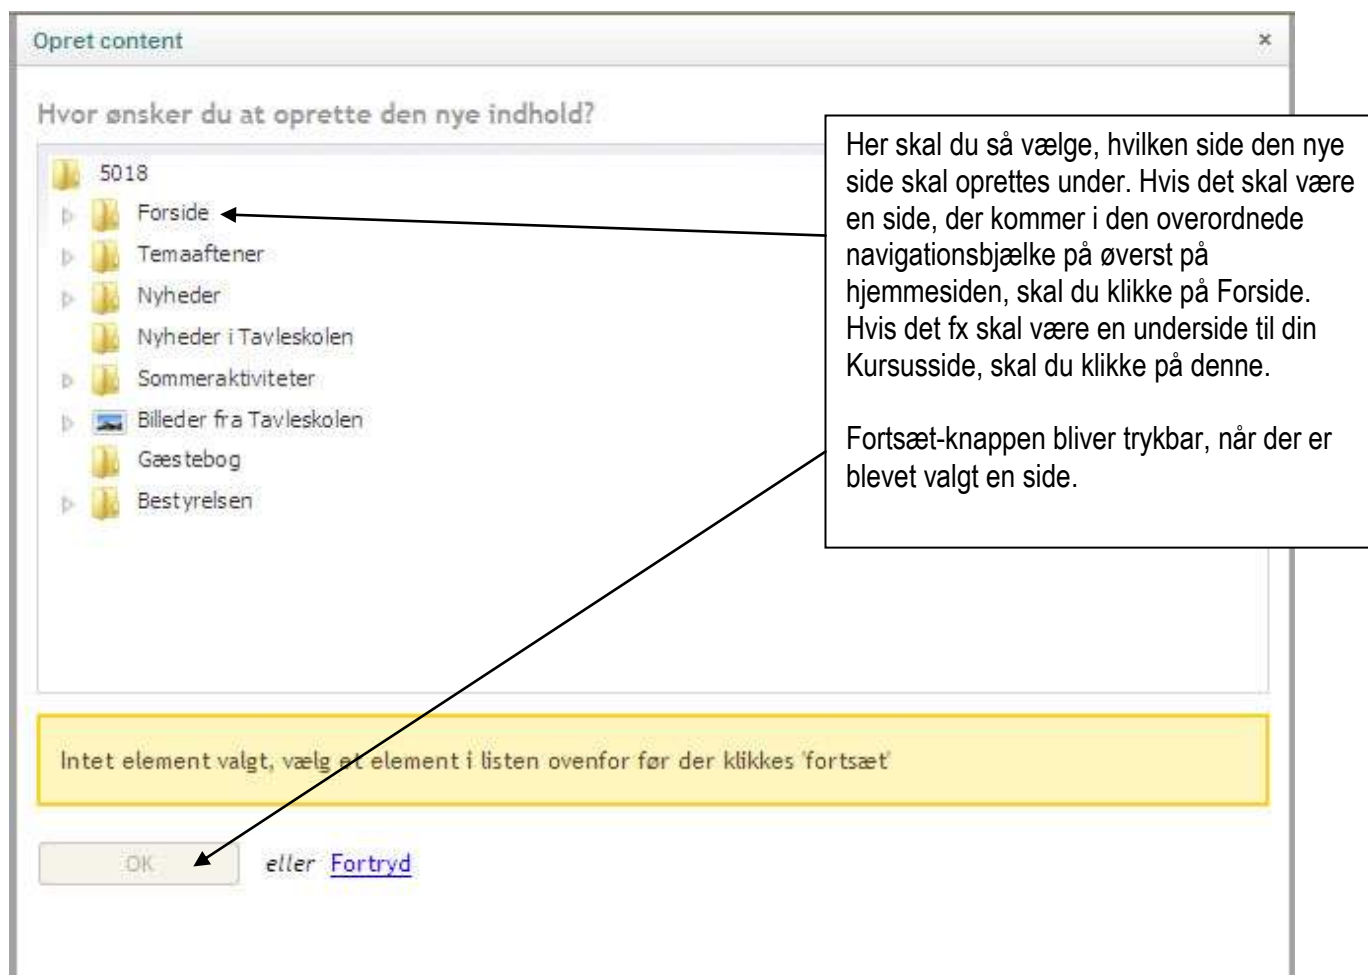 Opret content
×
Hvor ønsker du at oprette den nye indhold?
5018
Forside
Temaaftener
Nyheder
Nyheder i Tavleskolen
Sommeraktiviteter
Billeder fra Tavleskolen
Gæstebog
Bestyrelsen
Her skal du så vælge, hvilken side den nye
side skal oprettes under. Hvis det skal være
en side, der kommer i den overordnede
navigationsbjælke på øverst på
hjemmesiden, skal du klikke på Forside.
Hvis det fx skal være en underside til din
Kursusside, skal du klikke på denne.
Fortsæt-knappen bliver trykbar, når der er
blevet valgt en side.
Intet element valgt, vælg et element i listen ovenfor før der klikkes 'fortsæt'
OK eller Fortryd